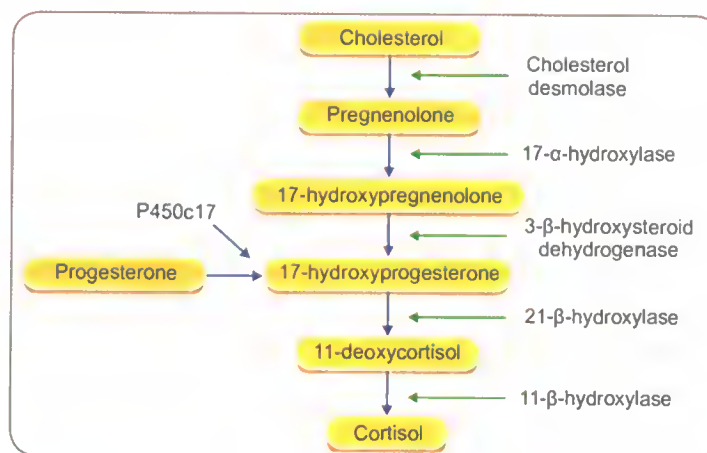 Cholesterol
Cholesterol
desmolase
Pregnenolone
17-α-hydroxylase
17-hydroxypregnenolone
P450c17
3-β-hydroxysteroid
dehydrogenase
Progesterone
17-hydroxyprogesterone
21-β-hydroxylase
11-deoxycortisol
11-β-hydroxylase
Cortisol